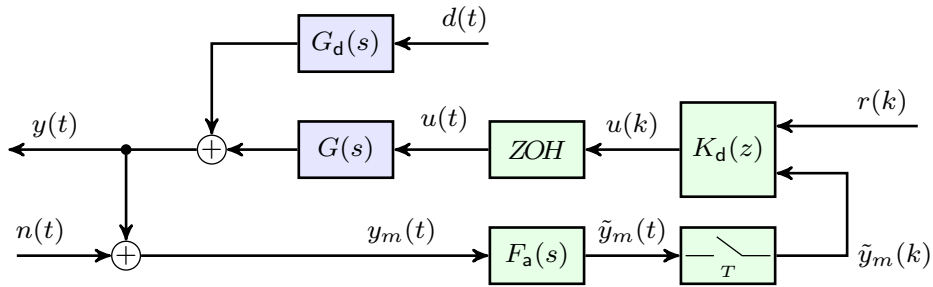 d(t)
G_d(s)
y(t)
G(s)
u(t)
ZOH
u(k)
K_d(z)
r(k)
n(t)
y_m(t)
F_a(s)
ỹ_m(t)
T
ỹ_m(k)